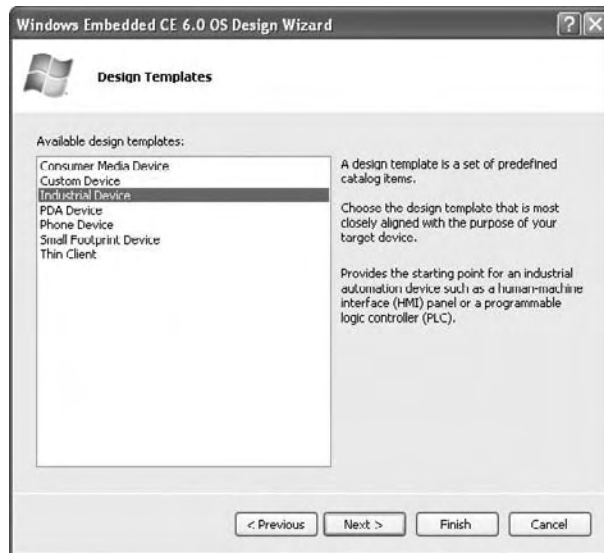 Windows Embedded CE 6.0 OS Design Wizard
Design Templates
Available design templates:
Consumer Media Device
Custom Device
Industrial Device
PDA Device
Phone Device
Small Footprint Device
Thin Client
A design template is a set of predefined
catalog items.
Choose the design template that is most
closely aligned with the purpose of your
target device.
Provides the starting point for an industrial
automation device such as a human-machine
interface (HMI) panel or a programmable
logic controller (PLC).
< Previous
Next >
Finish
Cancel